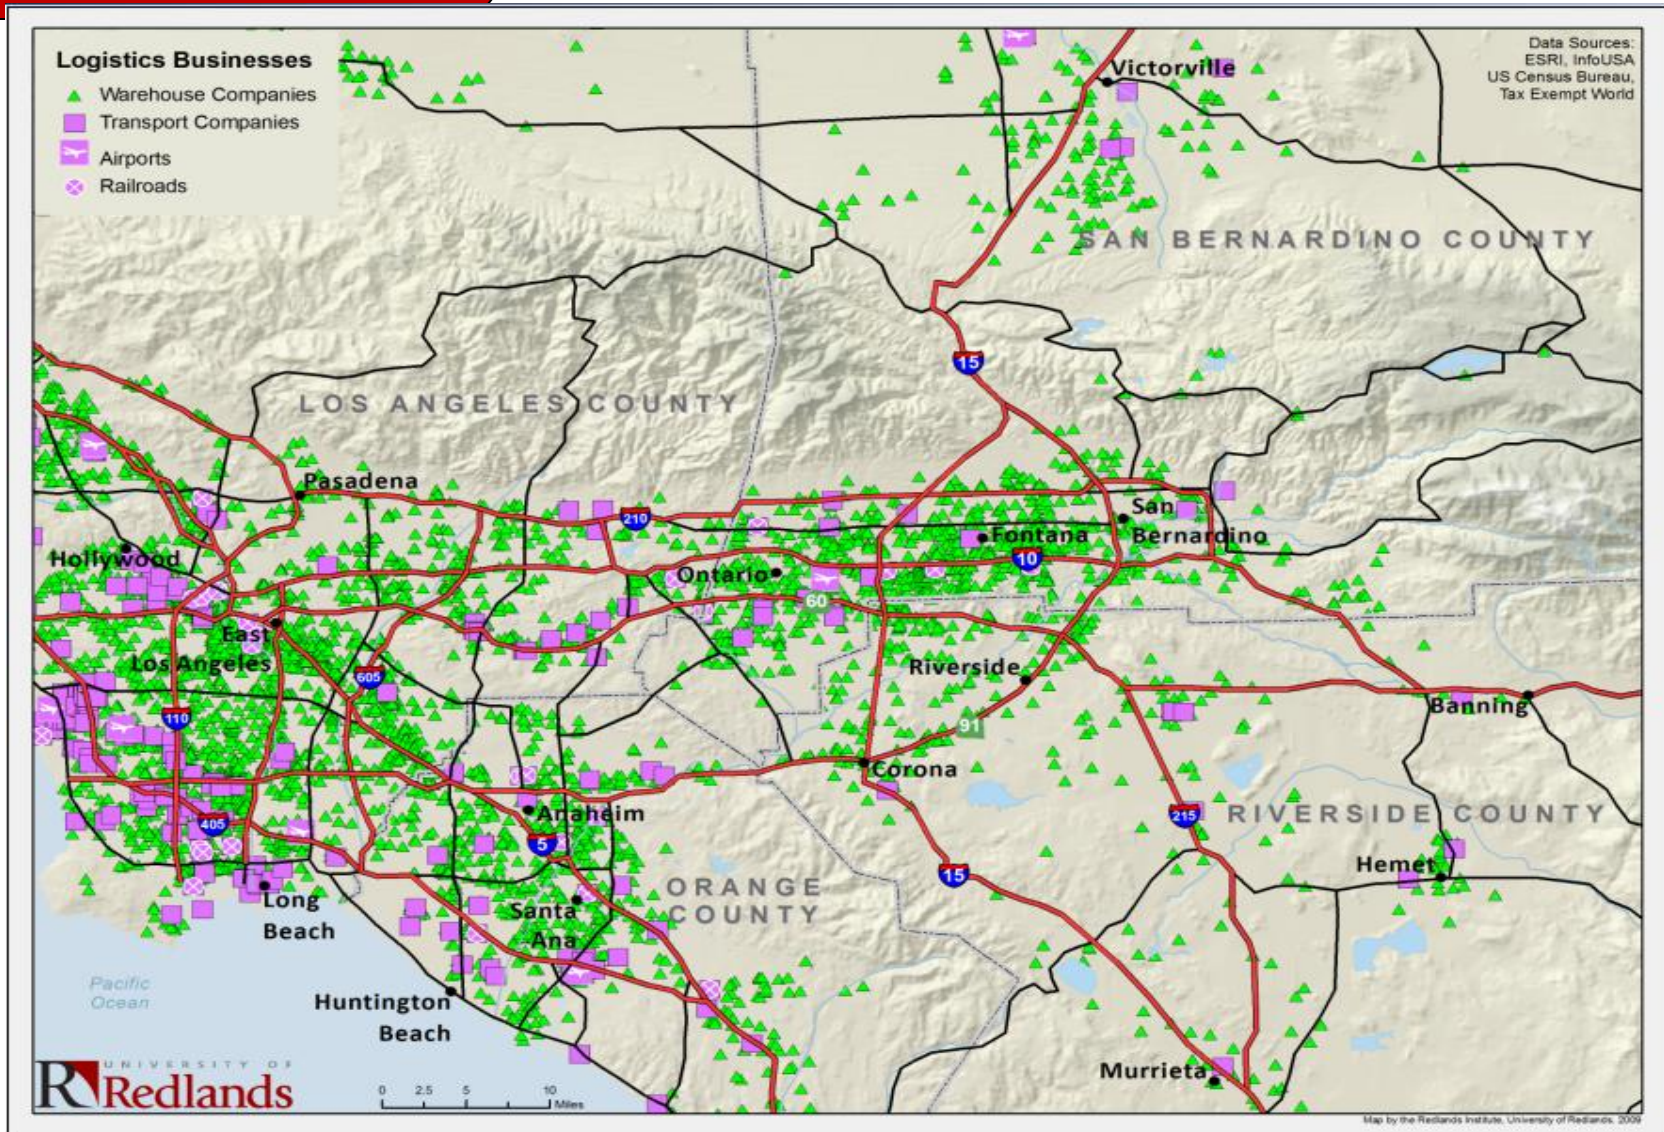 Logistics Businesses
Warehouse Companies
Transport Companies
Airports
Railroads
Data Sources:
ESRI, InfoUSA
US Census Bureau,
Tax Exempt World
Victorville
SAN BERNARDINO COUNTY
15
LOS ANGELES COUNTY
Pasadena
210
San
Bernardino
Fontana
Hollywood
10
Ontario
60
East
Los Angeles
605
Riverside
110
91
Banning
Corona
Anaheim
405
5
215
RIVERSIDE COUNTY
Hemet
15
ORANGE
COUNTY
Long
Beach
Santa
Ana
Pacific
Ocean
Huntington
Beach
Murrieta
UNIVERSITY OF
R Redlands
0 2.5 5 10
Miles
Map by the Redlands Institute, University of Redlands, 2009